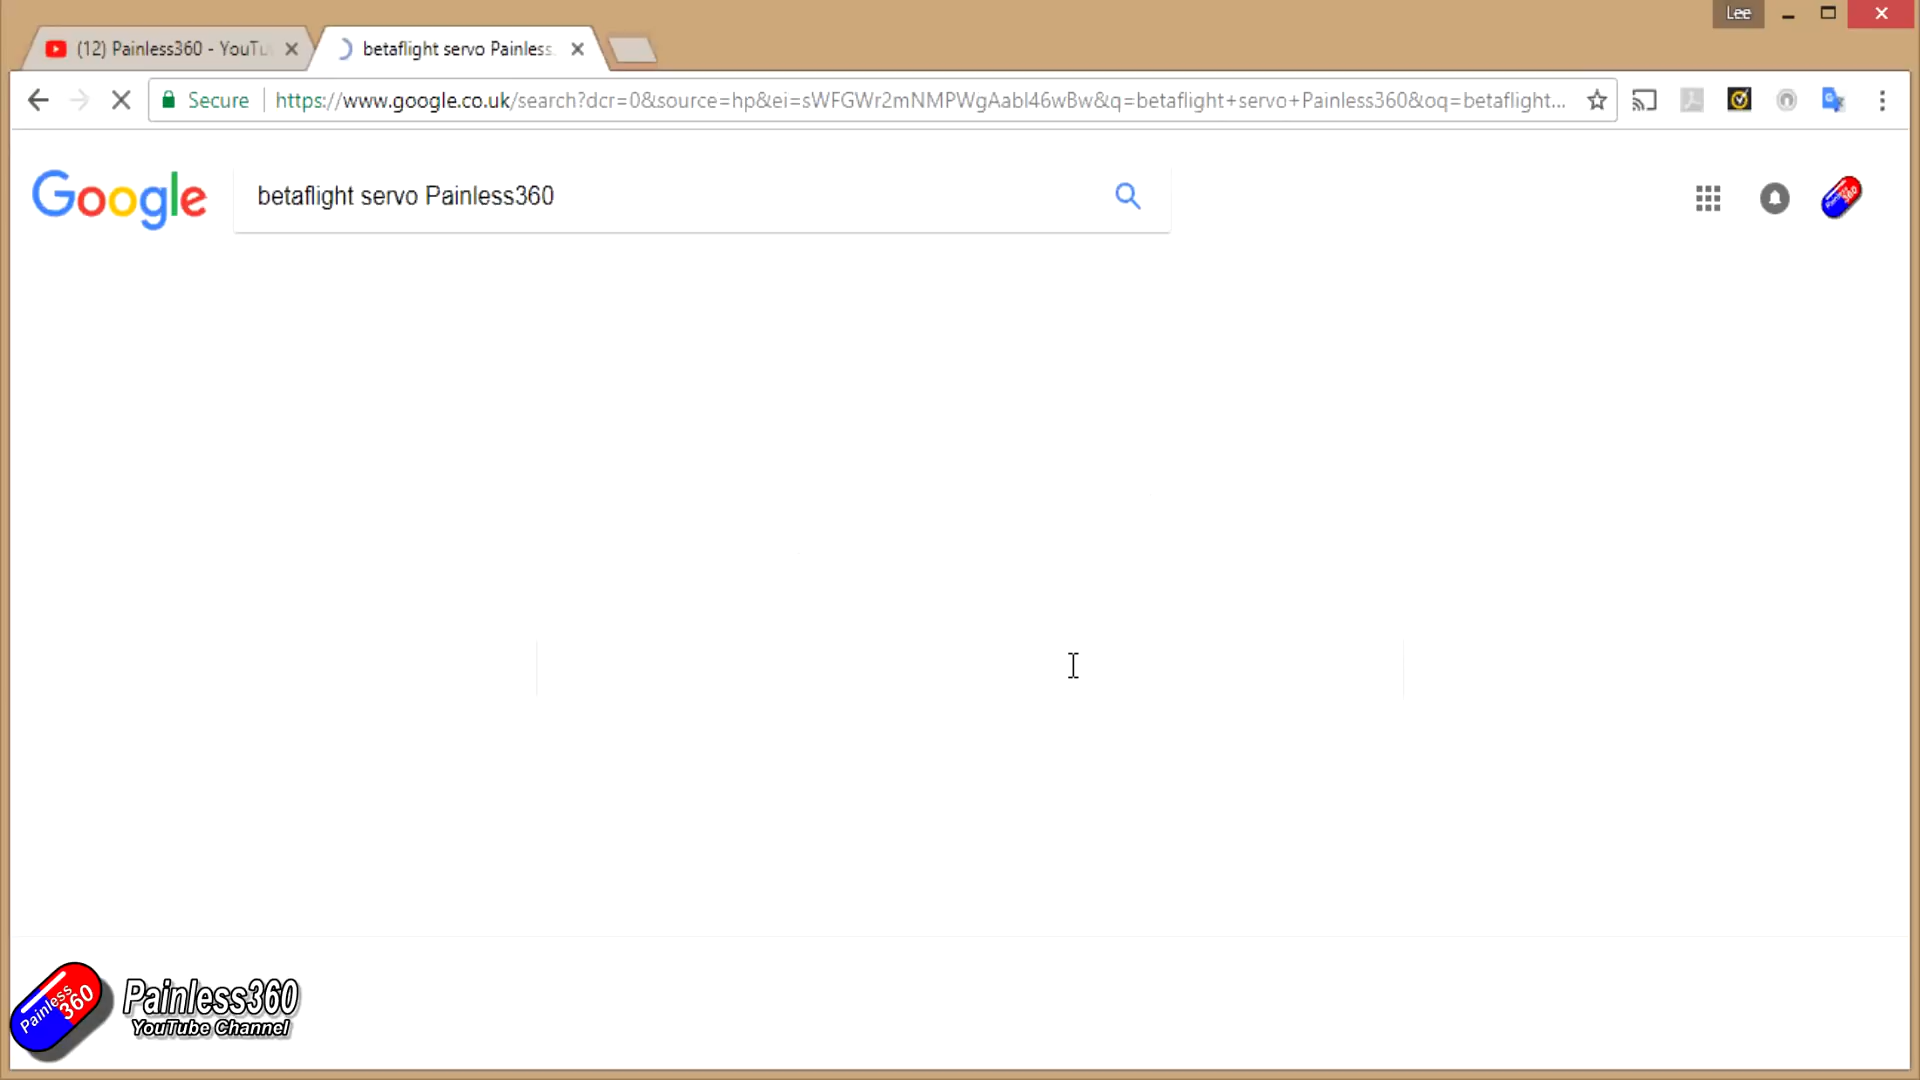 Lee
(12) Painless360 - YouTu
betaflight servo Painless
Secure
https://www.google.co.uk/search?dcr=0&source=hp&ei=sWFGWr2mNMPWgAabl46wBw&q=betaflight+servo+Painless360&oq=betaflight...
Google
betaflight servo Painless360
Painless
360
Painless360
YouTube Channel